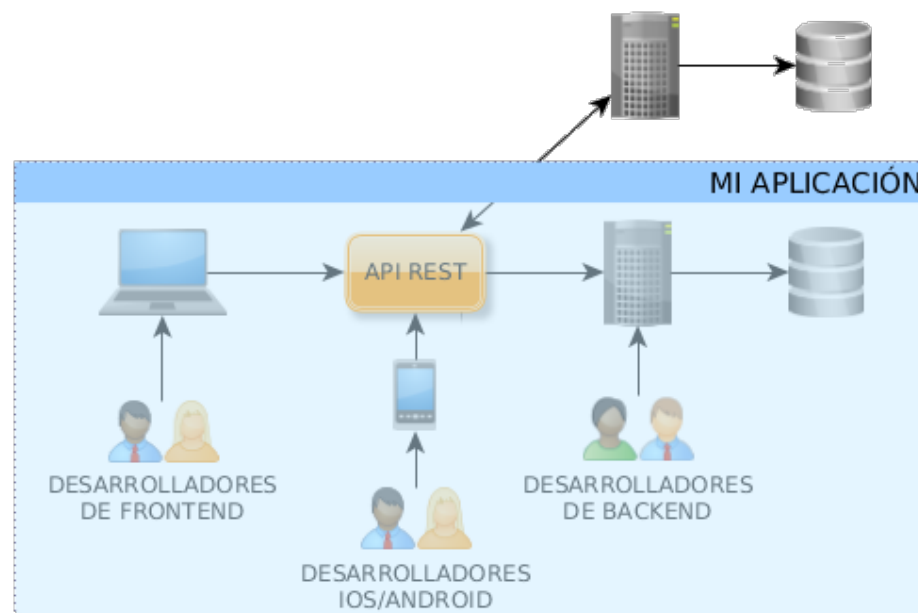 MI APLICACIÓN
API REST
DESARROLLADORES
DE FRONTEND
DESARROLLADORES
DE BACKEND
DESARROLLADORES
IOS/ANDROID